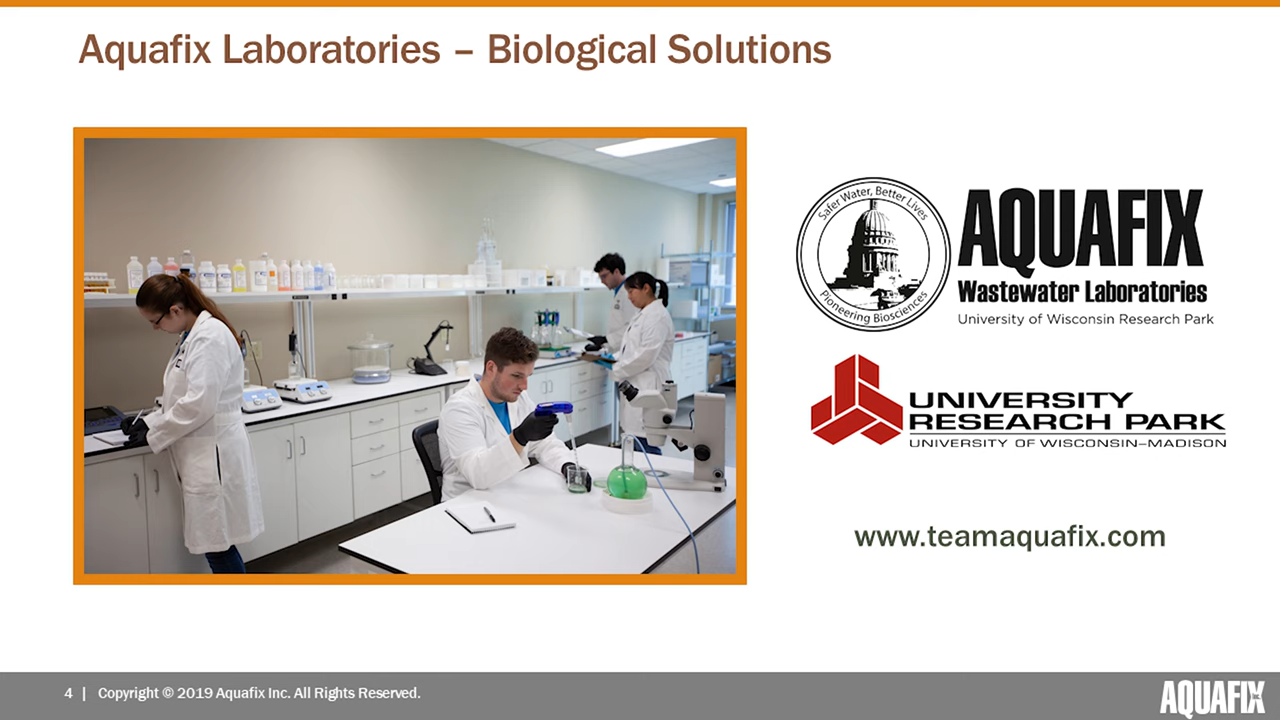 Aquafix Laboratories – Biological Solutions
Safer Water, Better Lives
Pioneering Biosciences
AQUAFIX
Wastewater Laboratories
University of Wisconsin Research Park
UNIVERSITY
RESEARCH PARK
UNIVERSITY OF WISCONSIN–MADISON
www.teamaquafix.com
4 | Copyright © 2019 Aquafix Inc. All Rights Reserved.
AQUAFIX